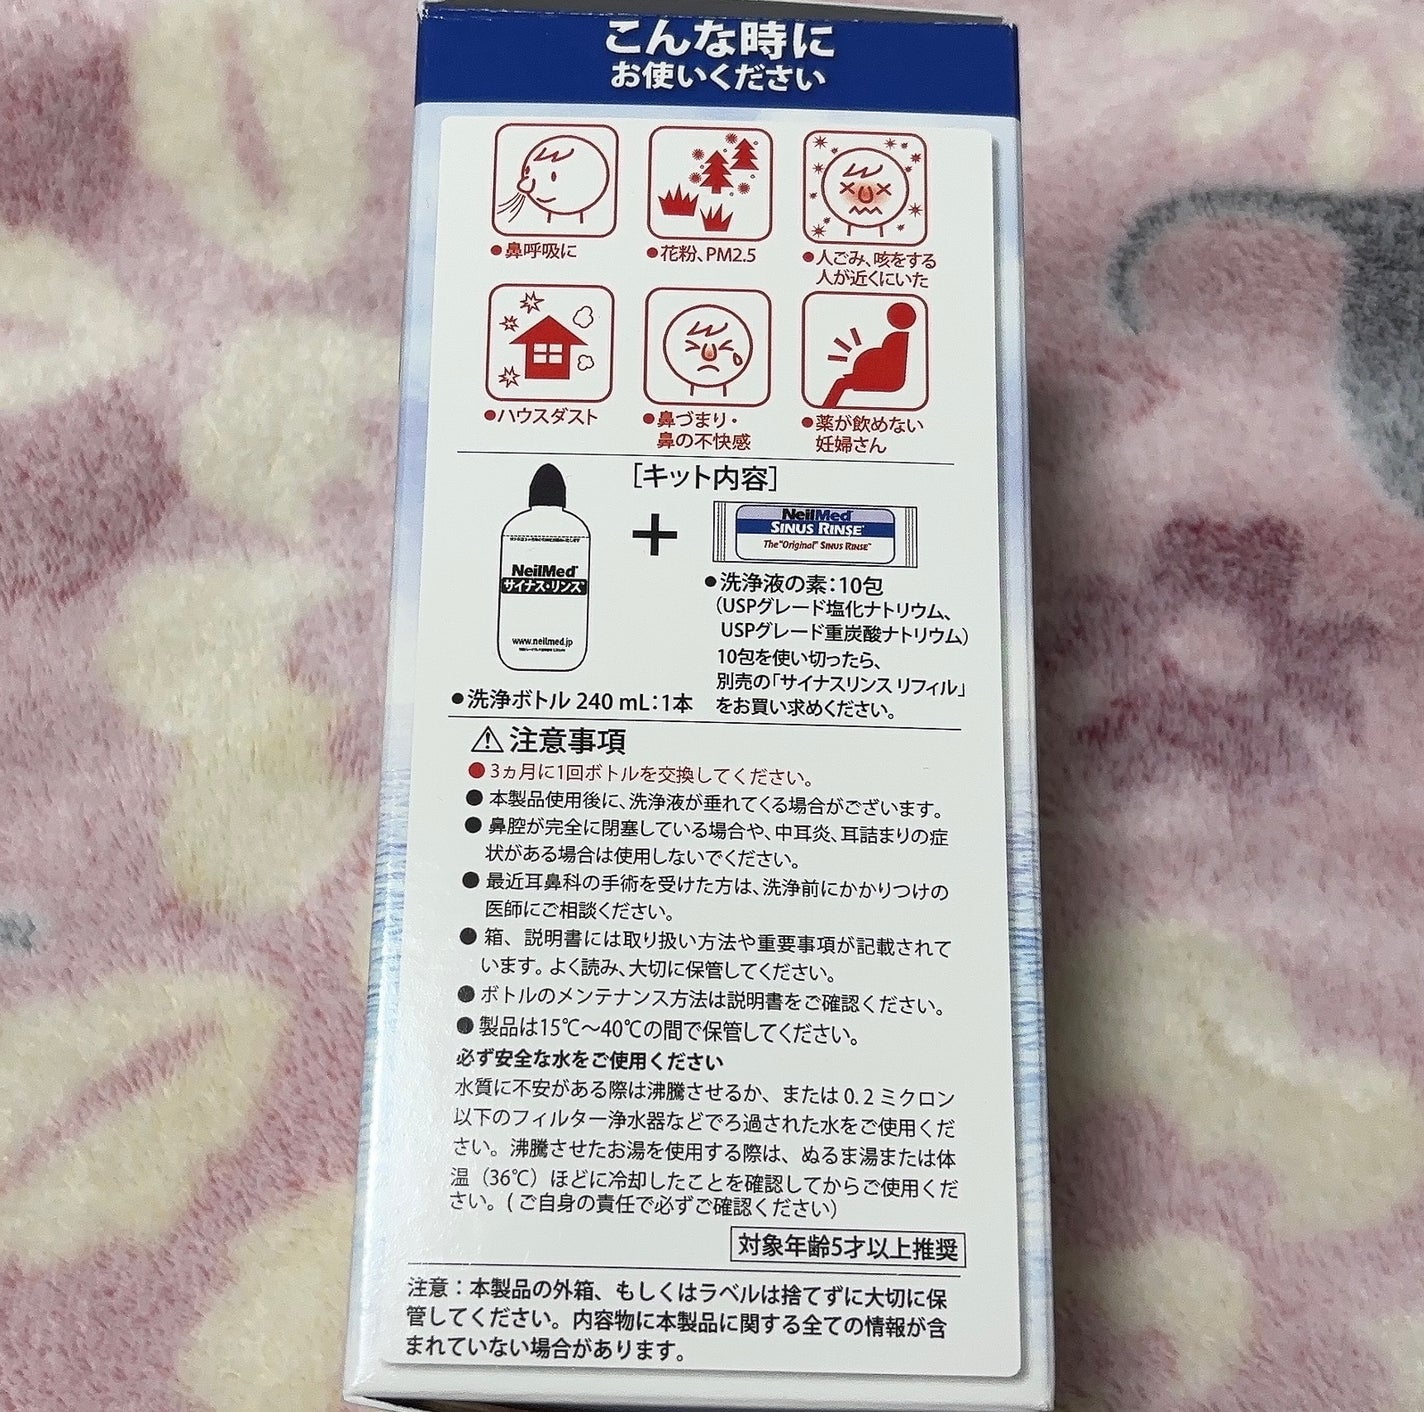 こんな時に
お使いください
●鼻呼吸に
●花粉、PM2.5
●人ごみ、咳をする
人が近くにいた
●ハウスダスト
●鼻づまり・
鼻の不快感
●薬が飲めない
妊婦さん
[キット内容]
NeilMed
サイナス・リンス
www.neilmed.jp
+
NeilMed
SINUS RINSE
The "Original" SINUS RINSE
●洗浄ボトル 240 mL:1本
●洗浄液の素:10包
(USPグレード塩化ナトリウム、
USPグレード重炭酸ナトリウム)
10包を使い切ったら、
別売の「サイナスリンス リフィル」
をお買い求めください。
⚠注意事項
●3ヵ月に1回ボトルを交換してください。
●本製品使用後に、洗浄液が垂れてくる場合がございます。
●鼻腔が完全に閉塞している場合や、中耳炎、耳詰まりの症
状がある場合は使用しないでください。
●最近耳鼻科の手術を受けた方は、洗浄前にかかりつけの
医師にご相談ください。
●箱、説明書には取り扱い方法や重要事項が記載されて
います。よく読み、大切に保管してください。
●ボトルのメンテナンス方法は説明書をご確認ください。
●製品は15℃～40℃の間で保管してください。
必ず安全な水をご使用ください
水質に不安がある際は沸騰させるか、または0.2ミクロン
以下のフィルター浄水器などでろ過された水をご使用くだ
さい。沸騰させたお湯を使用する際は、ぬるま湯または体
温（36℃）ほどに冷却したことを確認してからご使用くだ
さい。(ご自身の責任で必ずご確認ください)
対象年齢5才以上推奨
注意：本製品の外箱、もしくはラベルは捨てずに大切に保
管してください。内容物に本製品に関する全ての情報が含
まれていない場合があります。